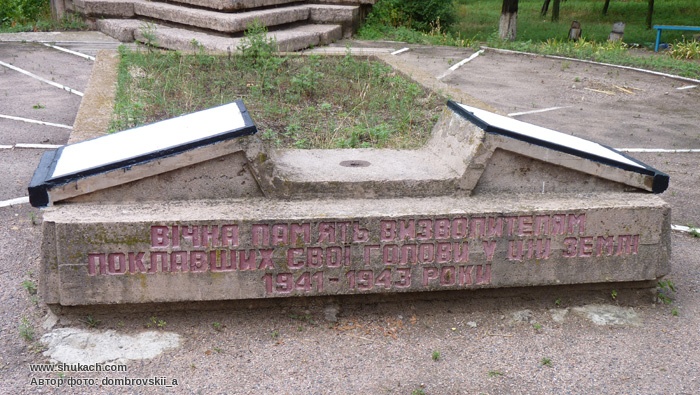 ВІЧНА ПАМ'ЯТЬ ВИЗВОЛИТЕЛЯМ
ПОКЛАВШИХ СВОЇ ГОЛОВИ У ЦІЙ ЗЕМЛІ
1941-1943 РОКИ
www.shukach.com
Автор фото: dombrovskii_a